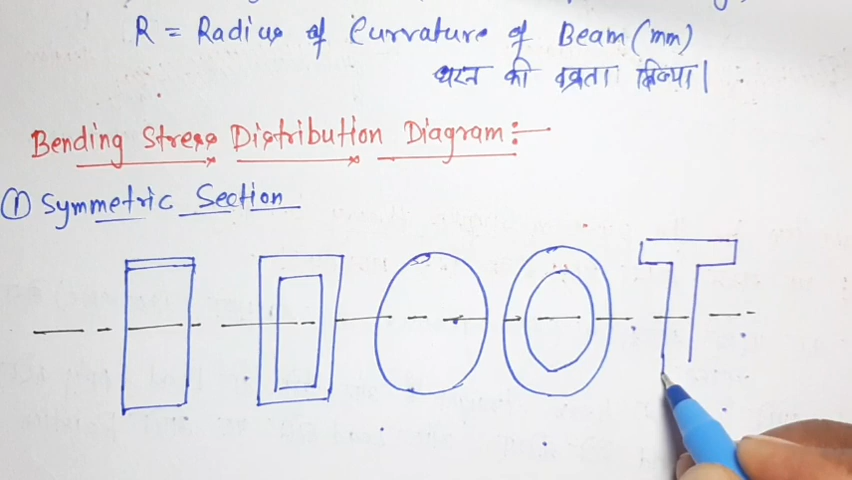 R = Radius of Curvature of Beam (mm)
धरन की वक्रता त्रिज्या|
Bending Stress Distribution Diagram:-
① Symmetric Section